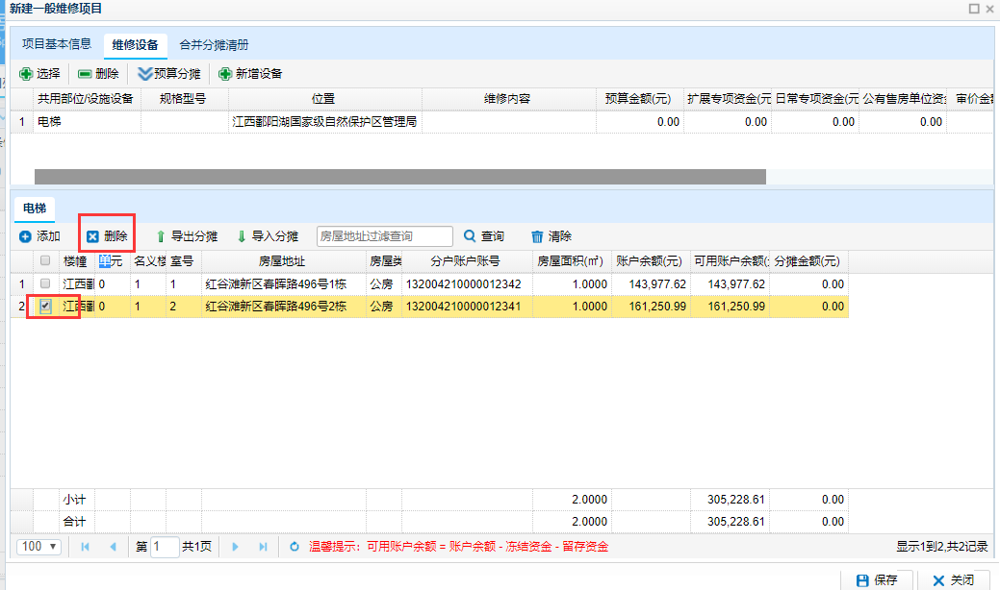 新建一般维修项目
项目基本信息 维修设备 合并分摊清册
选择 删除 预算分摊 新增设备
共用部位/设施设备 规格型号 位置 维修内容 预算金额(元) 扩展专项资金(元 日常专项资金(元 公有售房单位资 审价金
1 电梯 江西鄱阳湖国家级自然保护区管理局 0.00 0.00 0.00 0.00
电梯
添加 删除 导出分摊 导入分摊 房屋地址过滤查询 查询 清除
楼幢 单元 名义楼 室号 房屋地址 房屋类 分户账户账号 房屋面积(㎡) 账户余额(元) 可用账户余额( 分摊金额(元)
1 江西鄱 0 1 1 红谷滩新区春晖路496号1栋 公房 132004210000012342 1.0000 143,977.62 143,977.62 0.00
2 江西鄱 0 1 2 红谷滩新区春晖路496号2栋 公房 132004210000012341 1.0000 161,250.99 161,250.99 0.00
小计 2.0000 305,228.61 0.00
合计 2.0000 305,228.61 0.00
100 第 1 共1页 温馨提示：可用账户余额 = 账户余额 - 冻结资金 - 留存资金 显示1到2,共2记录
保存 关闭